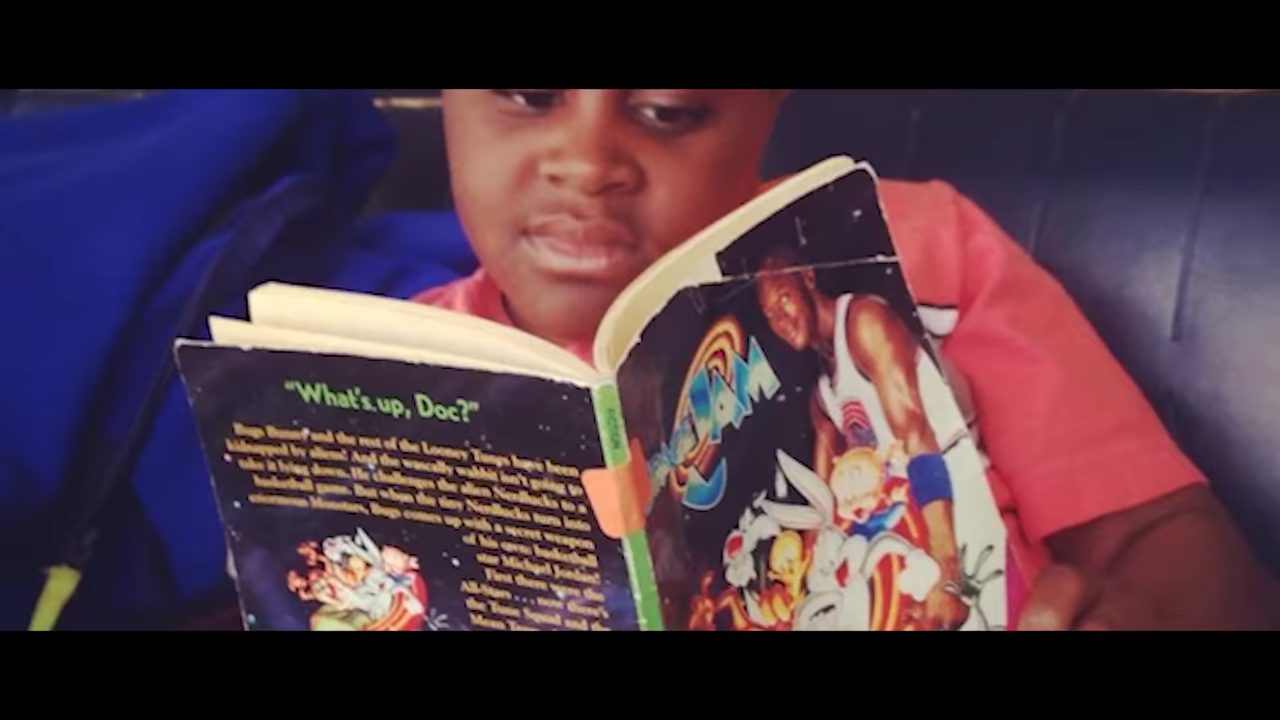 "What's up, Doc?"
Bugs Bunny and the rest of the Looney Tunes have been
kidnapped by aliens! And the wascally wabbit isn't going to
take it lying down. He challenges the alien Nerdlucks to a
basketball game. But when the tiny Nerdlucks turn into
enormous Monstars, Bugs comes up with a secret weapon
of his own: basketball
star Michael Jordan!
First there were the
All-Stars . . . now there's
the Tune Squad and the
Mean Team
SPACE
JAM